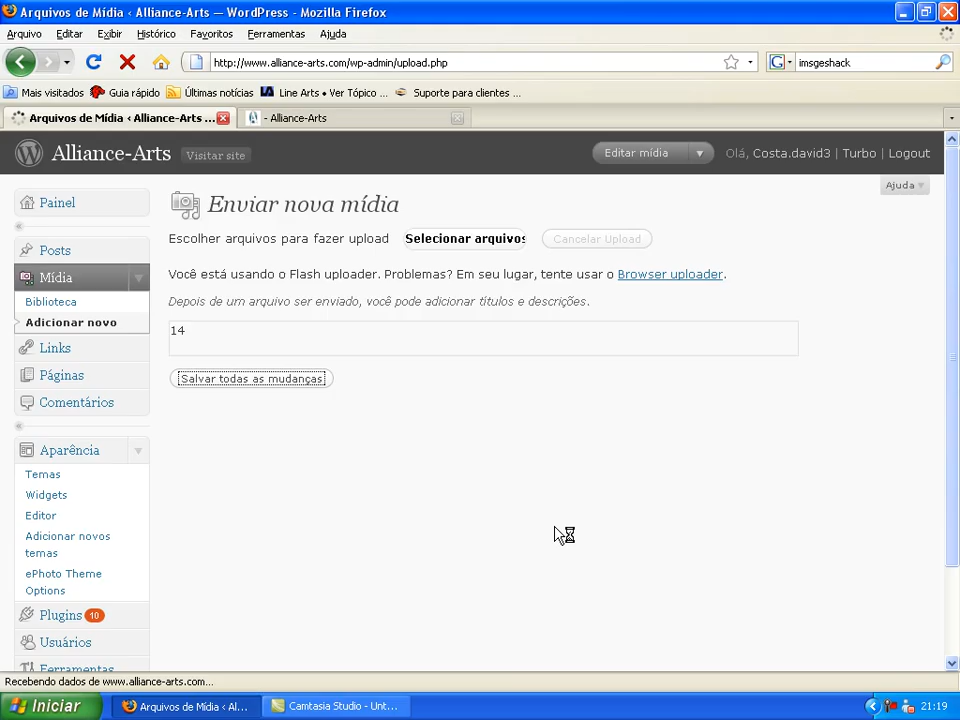 Arquivos de Mídia ‹ Alliance-Arts — WordPress - Mozilla Firefox
Arquivo Editar Exibir Histórico Favoritos Ferramentas Ajuda
http://www.alliance-arts.com/wp-admin/upload.php
G imsgeshack
Mais visitados Guia rápido Últimas notícias Line Arts • Ver Tópico ... Suporte para clientes ...
Arquivos de Mídia ‹ Alliance-Arts ... - Alliance-Arts
Alliance-Arts Visitar site Editar mídia Olá, Costa.david3 | Turbo | Logout
Ajuda
Painel
Enviar nova mídia
Escolher arquivos para fazer upload Selecionar arquivos Cancelar Upload
Posts
Você está usando o Flash uploader. Problemas? Em seu lugar, tente usar o Browser uploader.
Mídia
Biblioteca
Depois de um arquivo ser enviado, você pode adicionar títulos e descrições.
Adicionar novo
14
Links
Páginas
Salvar todas as mudanças
Comentários
Aparência
Temas
Widgets
Editor
Adicionar novos
temas
ePhoto Theme
Options
Plugins 10
Usuários
Ferramentas
Recebendo dados de www.alliance-arts.com...
Iniciar Arquivos de Mídia ‹ Al... Camtasia Studio - Unt... 21:19